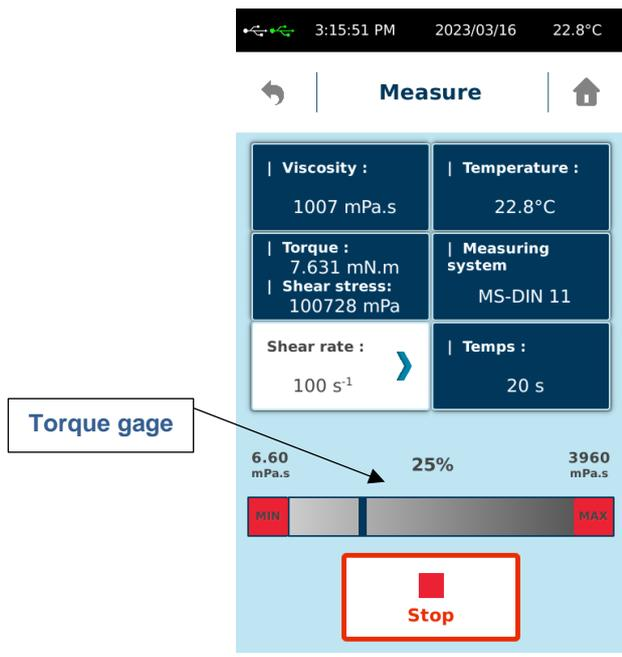 3:15:51 PM 2023/03/16 22.8°C
Measure
| Viscosity :
1007 mPa.s
| Temperature :
22.8°C
| Torque :
7.631 mN.m
| Shear stress:
100728 mPa
| Measuring
system
MS-DIN 11
Shear rate :
100 s⁻¹
| Temps :
20 s
Torque gage
6.60
mPa.s
25%
3960
mPa.s
MIN
MAX
Stop